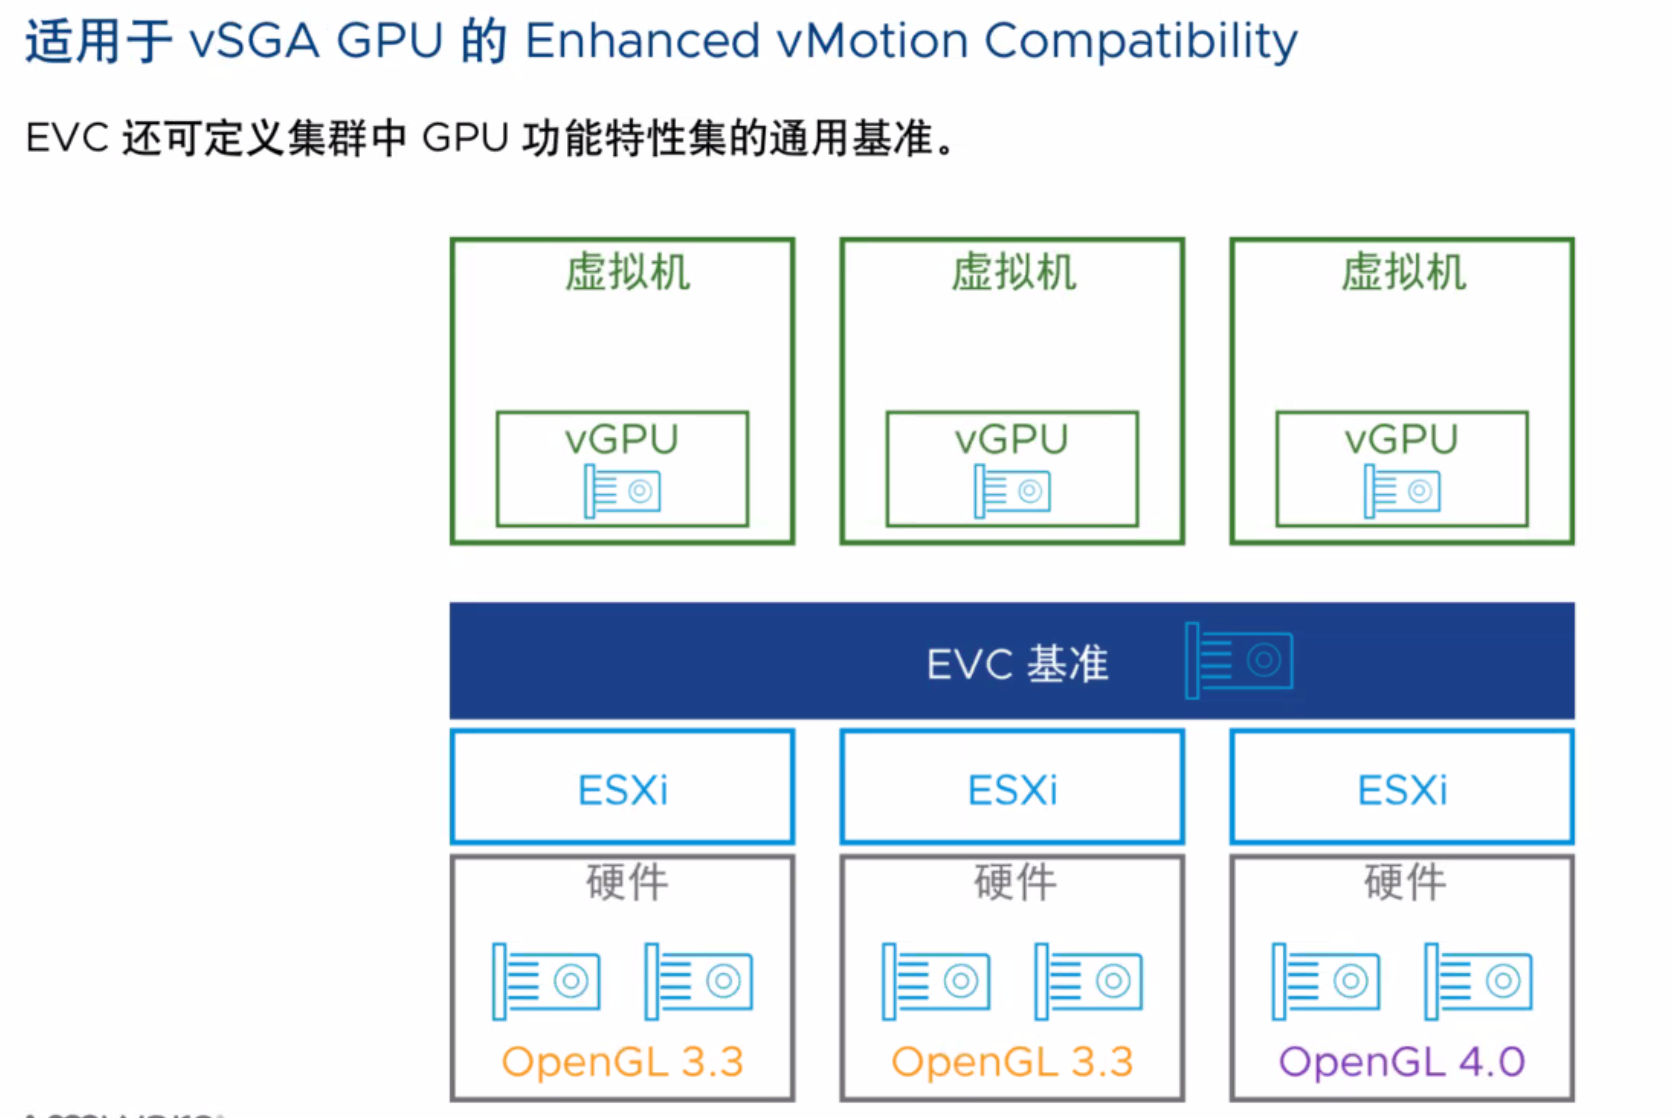 适用于 vSGA GPU 的 Enhanced vMotion Compatibility
EVC 还可定义集群中 GPU 功能特性集的通用基准。
虚拟机 虚拟机 虚拟机
vGPU vGPU vGPU
EVC 基准
ESXi ESXi ESXi
硬件 硬件 硬件
OpenGL 3.3 OpenGL 3.3 OpenGL 4.0